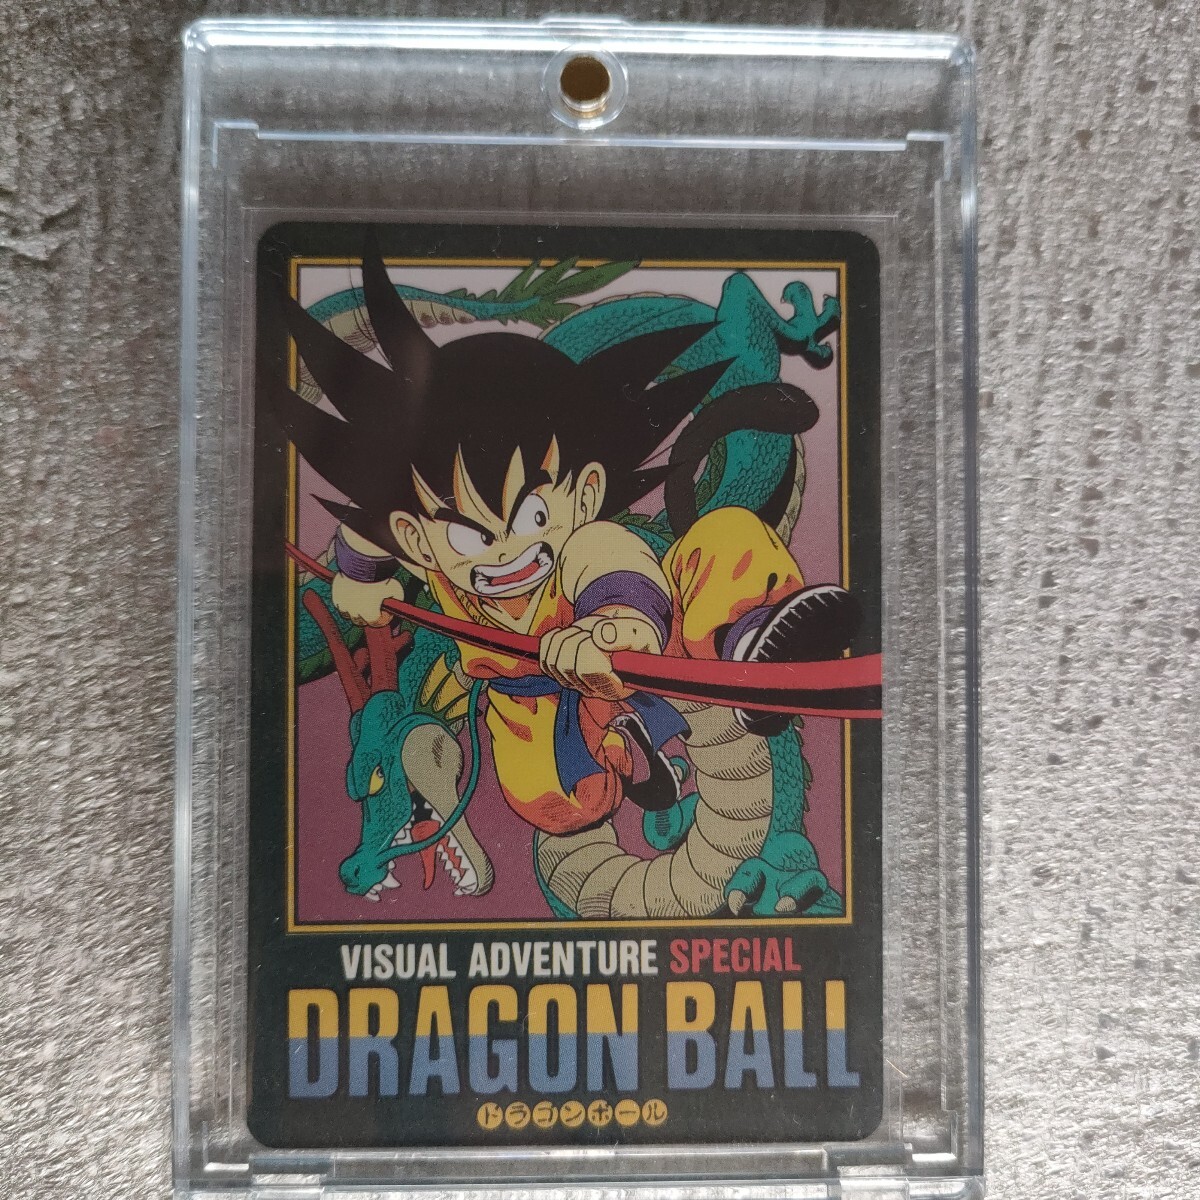 VISUAL ADVENTURE SPECIAL
DRAGON BALL
ドラゴンボール